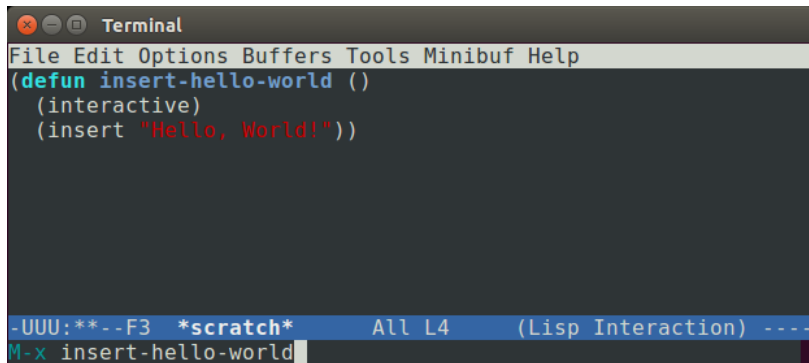 Terminal
File Edit Options Buffers Tools Minibuf Help
(defun insert-hello-world ()
  (interactive)
  (insert "Hello, World!"))
-UUU:**--F3  *scratch*      All L4     (Lisp Interaction) ----
M-x insert-hello-world